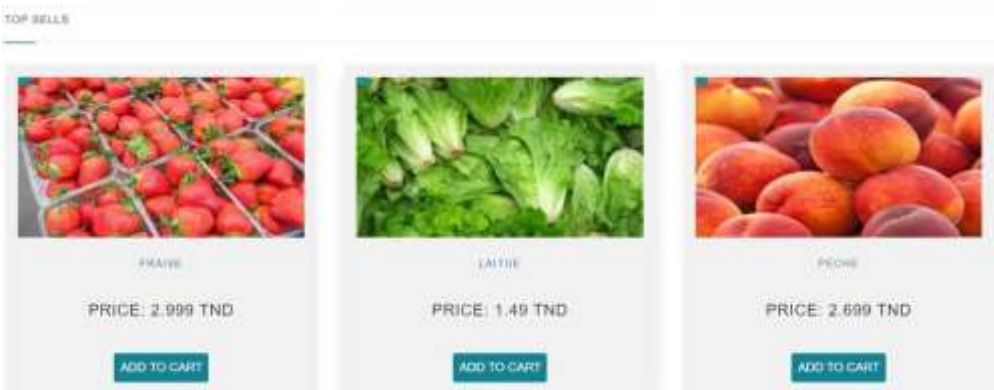 TOP SELLS
FRAISE
LAITUE
PECHE
PRICE: 2.999 TND
PRICE: 1.49 TND
PRICE: 2.699 TND
ADD TO CART
ADD TO CART
ADD TO CART